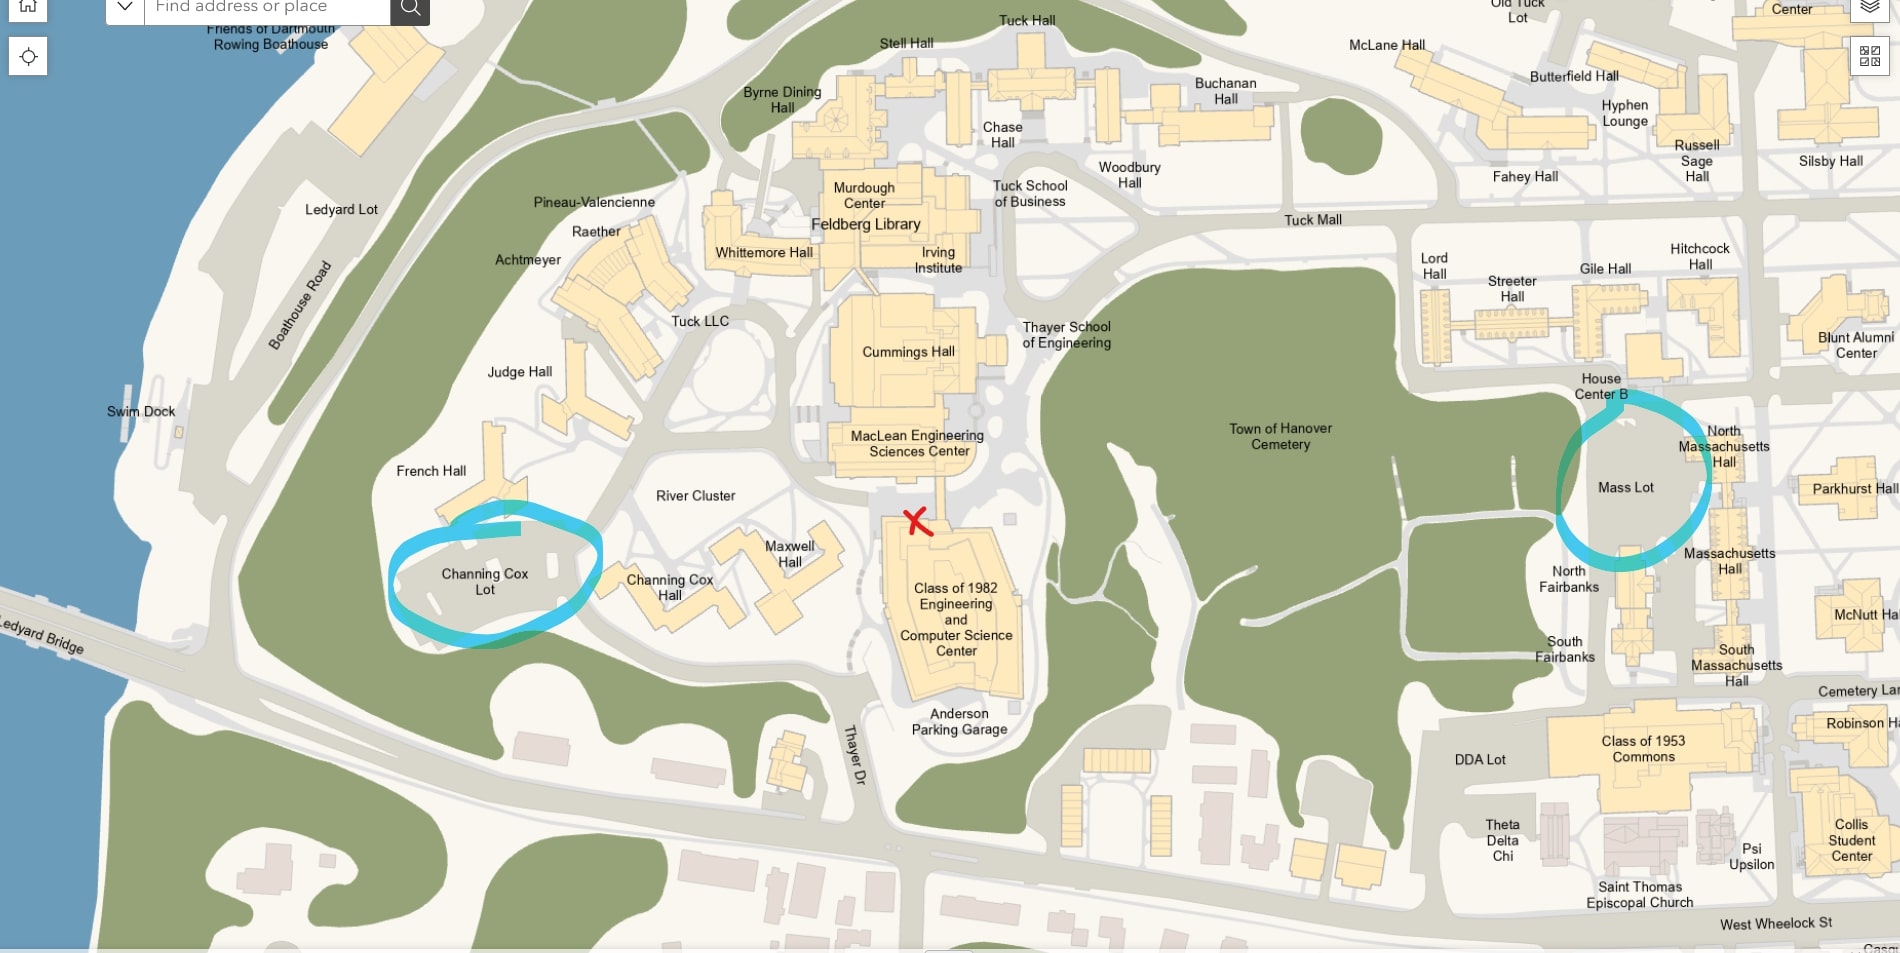 Find address or place
Friends of Dartmouth
Rowing Boathouse
Ledyard Lot
Boathouse Road
Swim Dock
Ledyard Bridge
Stell Hall
Tuck Hall
Byrne Dining
Hall
Chase
Hall
Buchanan
Hall
Woodbury
Hall
Murdough
Center
Feldberg Library
Tuck School
of Business
Irving
Institute
Whittemore Hall
Pineau-Valencienne
Raether
Achtmeyer
Tuck LLC
Judge Hall
French Hall
Cummings Hall
Thayer School
of Engineering
MacLean Engineering
Sciences Center
River Cluster
Maxwell
Hall
Channing Cox
Hall
Channing Cox
Lot
Class of 1982
Engineering
and
Computer Science
Center
Anderson
Parking Garage
Thayer Dr
Town of Hanover
Cemetery
Tuck Mall
Old Tuck
Lot
Center
McLane Hall
Butterfield Hall
Hyphen
Lounge
Russell
Sage
Hall
Fahey Hall
Silsby Hall
Lord
Hall
Streeter
Hall
Gile Hall
Hitchcock
Hall
Blunt Alumni
Center
House
Center B
Mass Lot
North
Massachusetts
Hall
Parkhurst Hall
Massachusetts
Hall
North
Fairbanks
South
Fairbanks
McNutt Ha
South
Massachusetts
Hall
Cemetery Lan
Robinson Ha
Class of 1953
Commons
DDA Lot
Theta
Delta
Chi
Psi
Upsilon
Collis
Student
Center
Saint Thomas
Episcopal Church
West Wheelock St